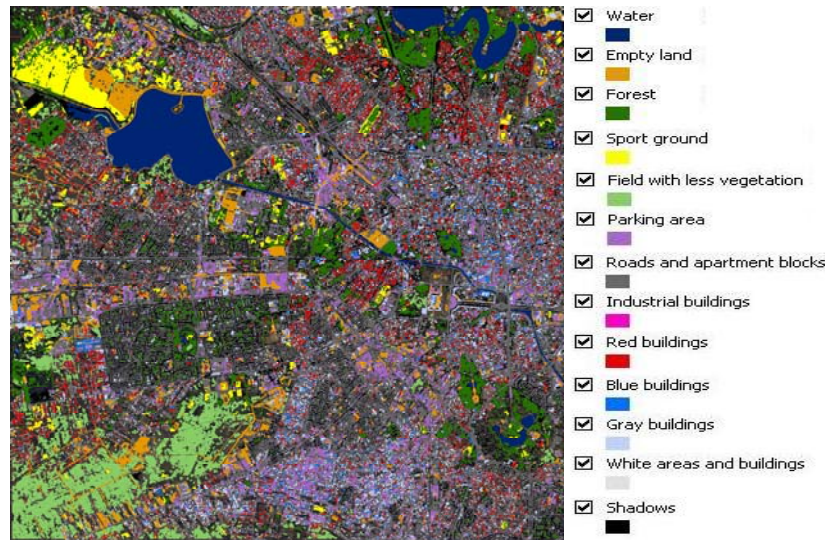 Water
Empty land
Forest
Sport ground
Field with less vegetation
Parking area
Roads and apartment blocks
Industrial buildings
Red buildings
Blue buildings
Gray buildings
White areas and buildings
Shadows